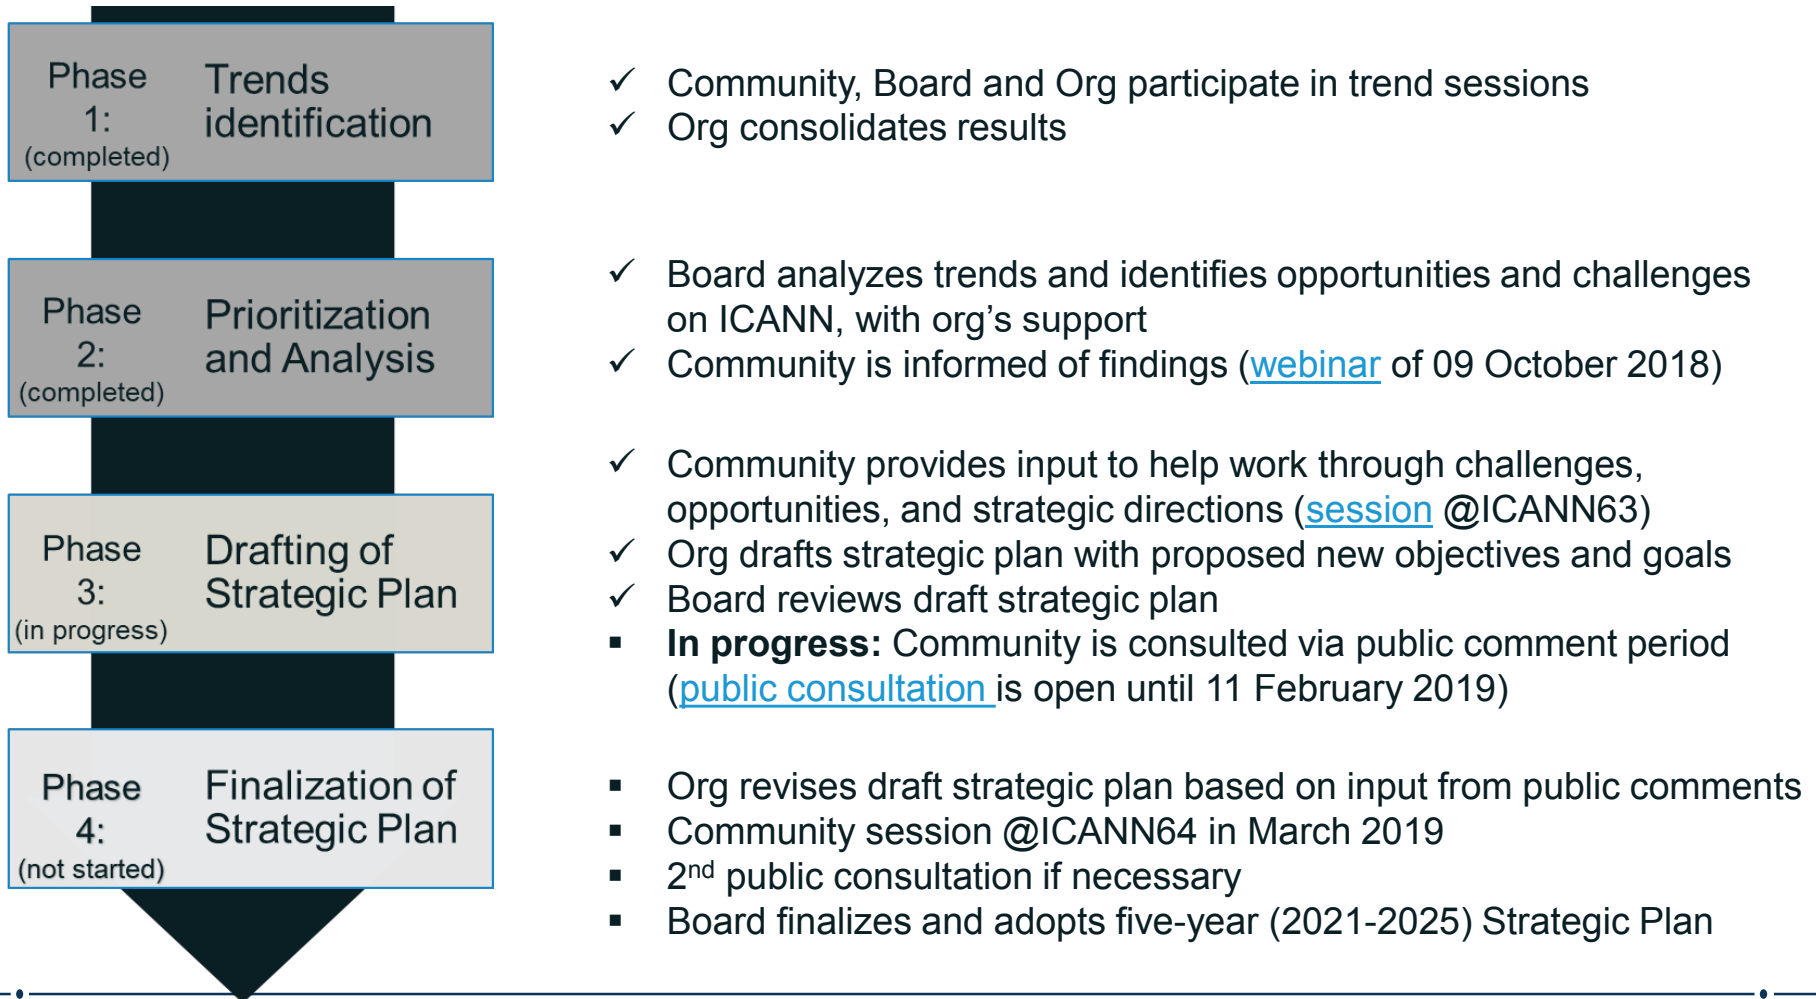 Phase
1:
(completed)
Trends
identification
✓ Community, Board and Org participate in trend sessions
✓ Org consolidates results
Phase
2:
(completed)
Prioritization
and Analysis
✓ Board analyzes trends and identifies opportunities and challenges
on ICANN, with org’s support
✓ Community is informed of findings (webinar of 09 October 2018)
Phase
3:
(in progress)
Drafting of
Strategic Plan
✓ Community provides input to help work through challenges,
opportunities, and strategic directions (session @ICANN63)
✓ Org drafts strategic plan with proposed new objectives and goals
✓ Board reviews draft strategic plan
▪ In progress: Community is consulted via public comment period
(public consultation is open until 11 February 2019)
Phase
4:
(not started)
Finalization of
Strategic Plan
▪ Org revises draft strategic plan based on input from public comments
▪ Community session @ICANN64 in March 2019
▪ 2nd public consultation if necessary
▪ Board finalizes and adopts five-year (2021-2025) Strategic Plan